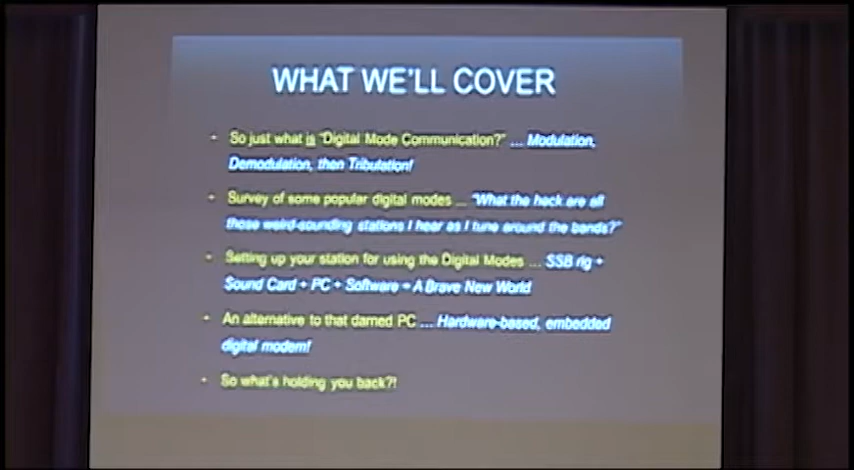 WHAT WE'LL COVER
• So just what is "Digital Mode Communication?" ... Modulation,
Demodulation, then Tribulation!
• Survey of some popular digital modes ... "What the heck are all
those weird-sounding stations I hear as I tune around the bands?"
• Setting up your station for using the Digital Modes ... SSB rig +
Sound Card + PC + Software = A Brave New World
• An alternative to that darned PC ... Hardware-based, embedded
digital modem!
• So what's holding you back?!